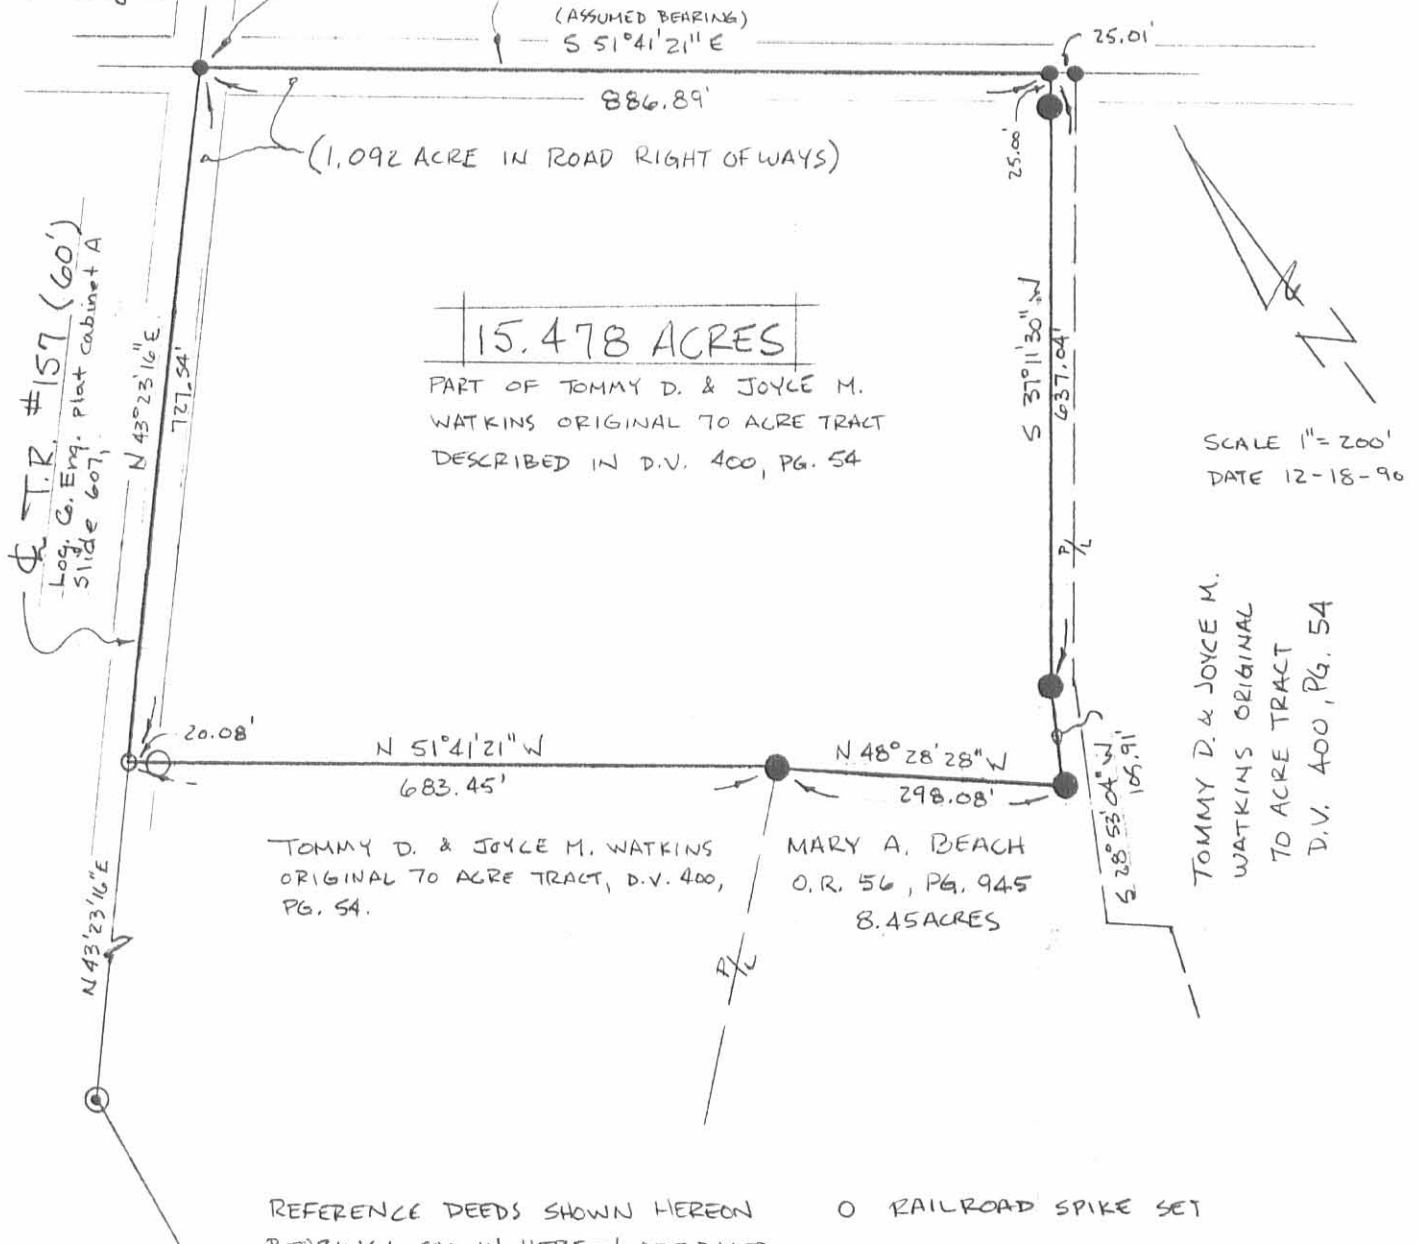 (ASSUMED BEARING)
S 51°41'21" E
25.01'
886.89'
25.00'
(1.092 ACRE IN ROAD RIGHT OF WAYS)
℄ T.R. #157 (60')
Log. Co. Eng. plat cabinet A
Slide 607,
N 43°23'16" E
727.54'
15.478 ACRES
PART OF TOMMY D. & JOYCE M.
WATKINS ORIGINAL 70 ACRE TRACT
DESCRIBED IN D.V. 400, PG. 54
S 37°11'30" W
637.04'
SCALE 1"= 200'
DATE 12-18-90
P/L
TOMMY D. & JOYCE M.
WATKINS ORIGINAL
70 ACRE TRACT
D.V. 400, PG. 54
20.08'
N 51°41'21" W
683.45'
N 48°28'28" W
298.08'
S 28°53'04" W
105.91'
TOMMY D. & JOYCE M. WATKINS
ORIGINAL 70 ACRE TRACT, D.V. 400,
PG. 54.
MARY A. BEACH
O.R. 56, PG. 945
8.45 ACRES
N 43°23'16" E
P/L
REFERENCE DEEDS SHOWN HEREON
O RAILROAD SPIKE SET